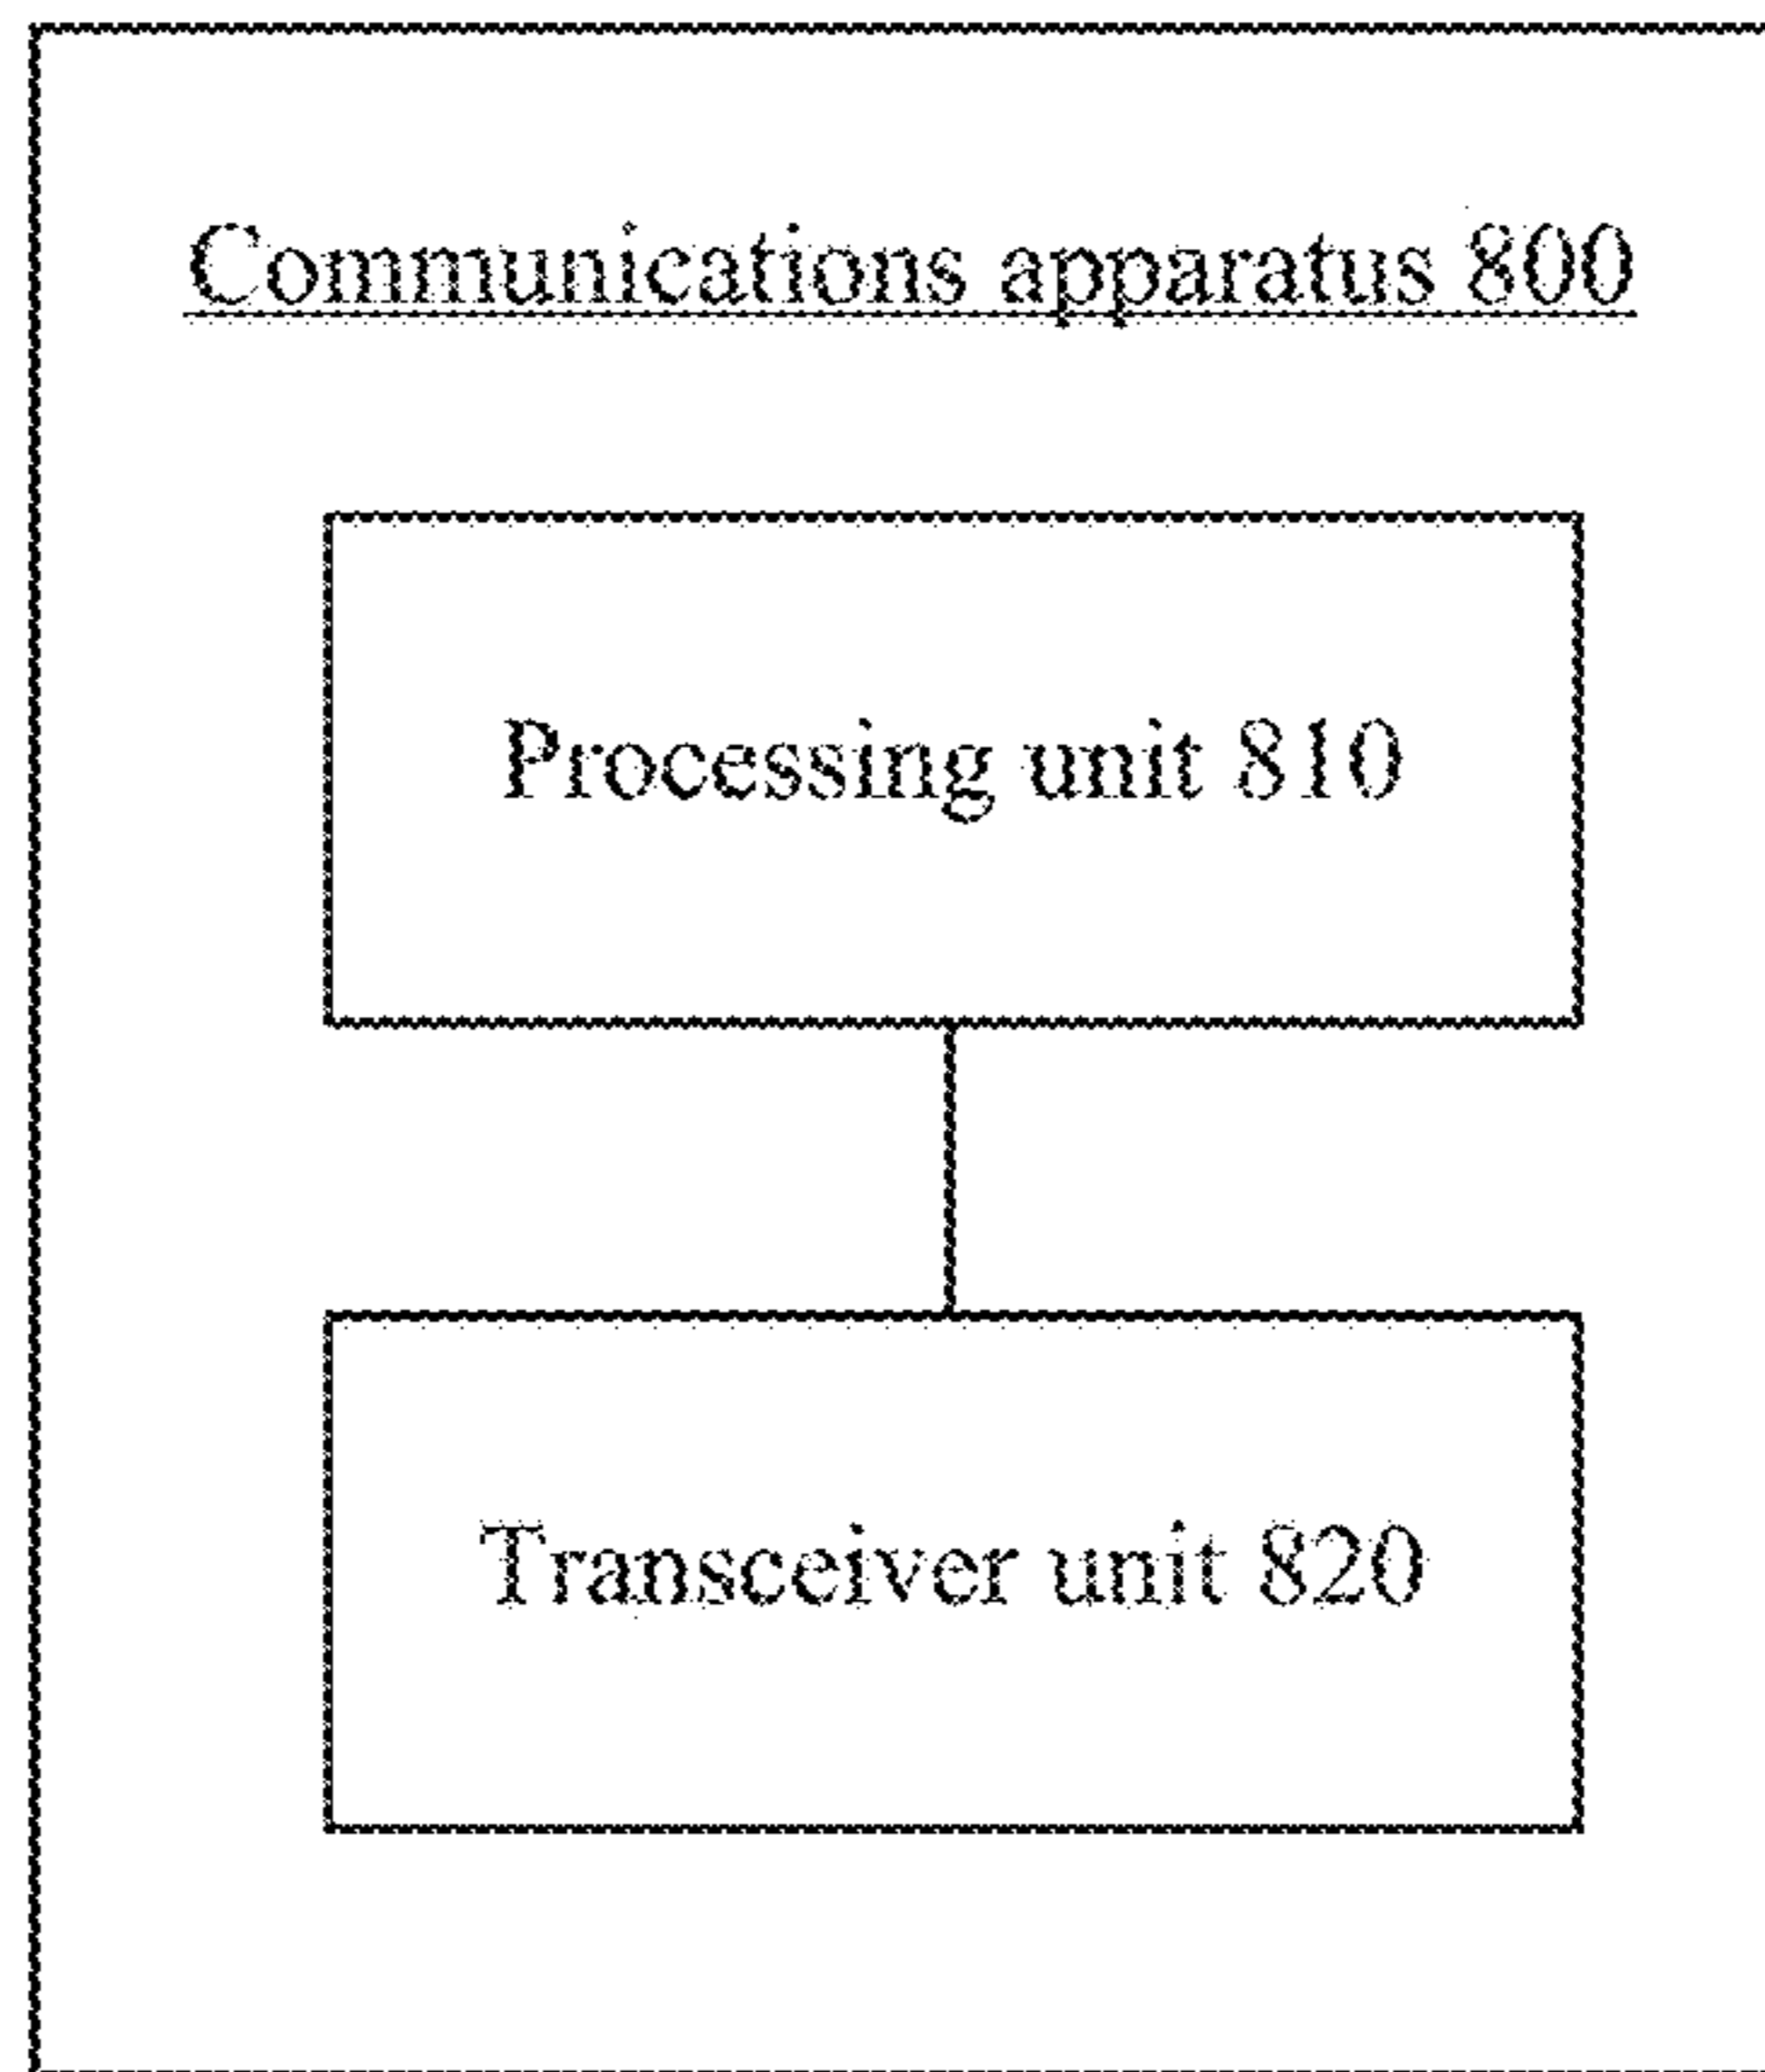 Communications apparatus 800
Processing unit 810
Transceiver unit 820